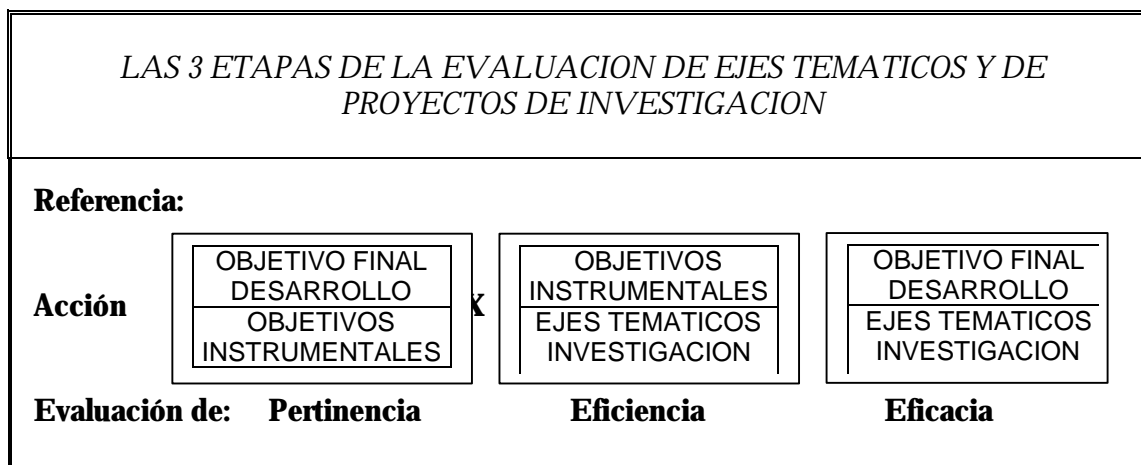 LAS 3 ETAPAS DE LA EVALUACION DE EJES TEMATICOS Y DE
PROYECTOS DE INVESTIGACION
Referencia:
Acción
OBJETIVO FINAL
DESARROLLO
OBJETIVOS
INSTRUMENTALES
X
OBJETIVOS
INSTRUMENTALES
EJES TEMATICOS
INVESTIGACION
OBJETIVO FINAL
DESARROLLO
EJES TEMATICOS
INVESTIGACION
Evaluación de: Pertinencia Eficiencia Eficacia